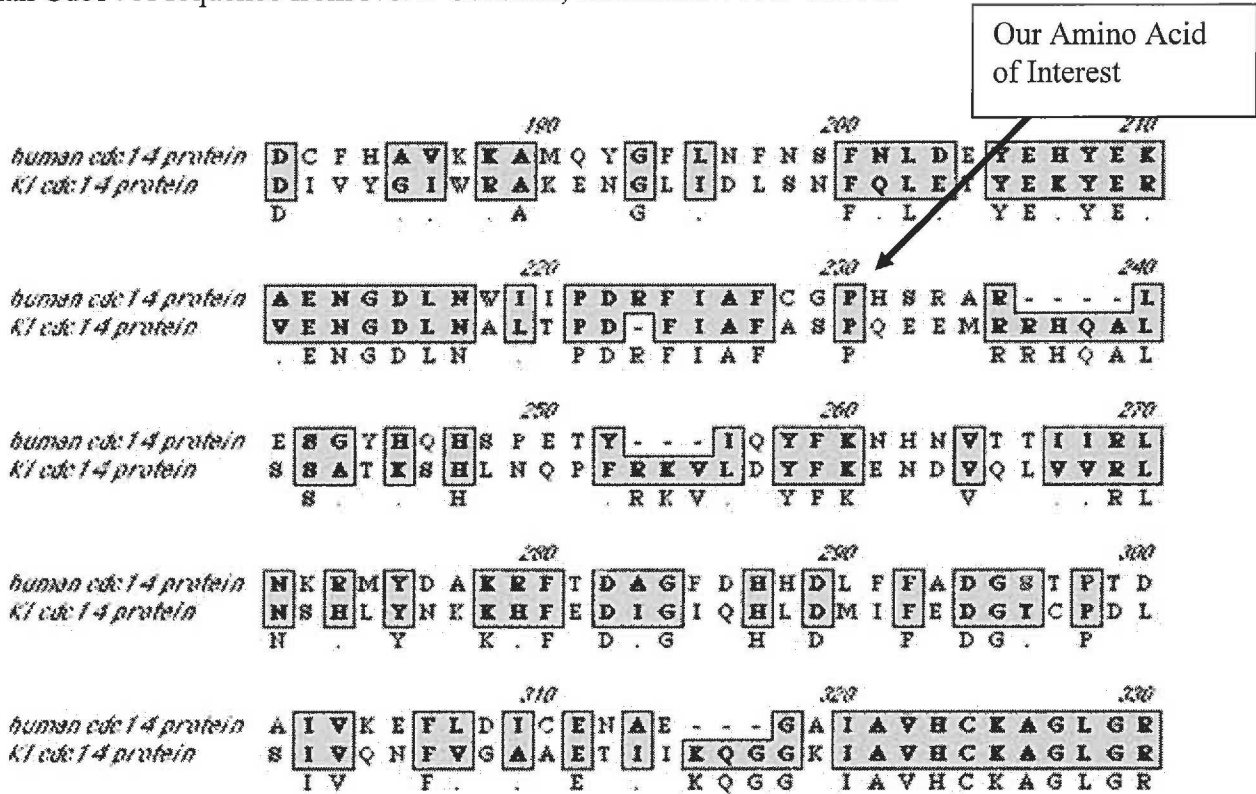 Our Amino Acid
of Interest
190 200 210
human cdc14 protein D C F H A V K K A M Q Y G F L N F N S F N L D E Y E H Y E K
Kl cdc14 protein D I V Y G I W R A K E N G L I D L S N F Q L E T Y E K Y E R
D . . . A G . F . L . Y E . Y E .
220 230 240
human cdc14 protein A E N G D L N W I I P D R F I A F C G P H S R A R - - - - L
Kl cdc14 protein V E N G D L N A L T P D - F I A F A S P Q E E M R R H Q A L
. E N G D L N . P D R F I A F P R R H Q A L
250 260 270
human cdc14 protein E S G Y H Q H S P E T Y - - - I Q Y F K N H N V T T I I R L
Kl cdc14 protein S S A T K S H L N Q P F R K V L D Y F K E N D V Q L V V R L
S . . H . R K V . Y F K V . . R L
280 290 300
human cdc14 protein N K R M Y D A K R F T D A G F D H H D L F F A D G S T P T D
Kl cdc14 protein N S H L Y N K K H F E D I G I Q H L D M I F E D G T C P D L
N . . Y K . F D . G H D F D G . P
310 320 330
human cdc14 protein A I V K E F L D I C E N A E - - - G A I A V H C K A G L G R
Kl cdc14 protein S I V Q N F V G A A E T I I K Q G G K I A V H C K A G L G R
I V F . . E . K Q G G I A V H C K A G L G R